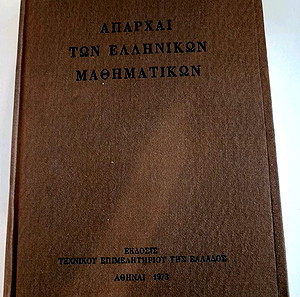 ΑΠΑΡΧΑΙ
ΤΩΝ ΕΛΛΗΝΙΚΩΝ
ΜΑΘΗΜΑΤΙΚΩΝ
ΕΚΔΟΣΙΣ
ΤΕΧΝΙΚΟΥ ΕΠΙΜΕΛΗΤΗΡΙΟΥ ΤΗΣ ΕΛΛΑΔΟΣ
ΑΘΗΝΑΙ 1973